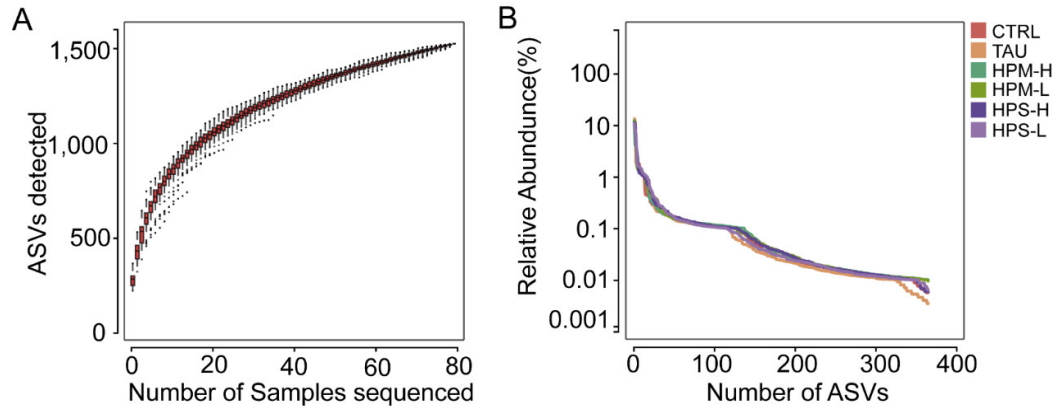 A
ASVs detected
1,500
1,000
500
0
0 20 40 60 80
Number of Samples sequenced
B
Relative Abundunce(%)
100
10
1
0.1
0.01
0.001
0 100 200 300 400
Number of ASVs
CTRL
TAU
HPM-H
HPM-L
HPS-H
HPS-L